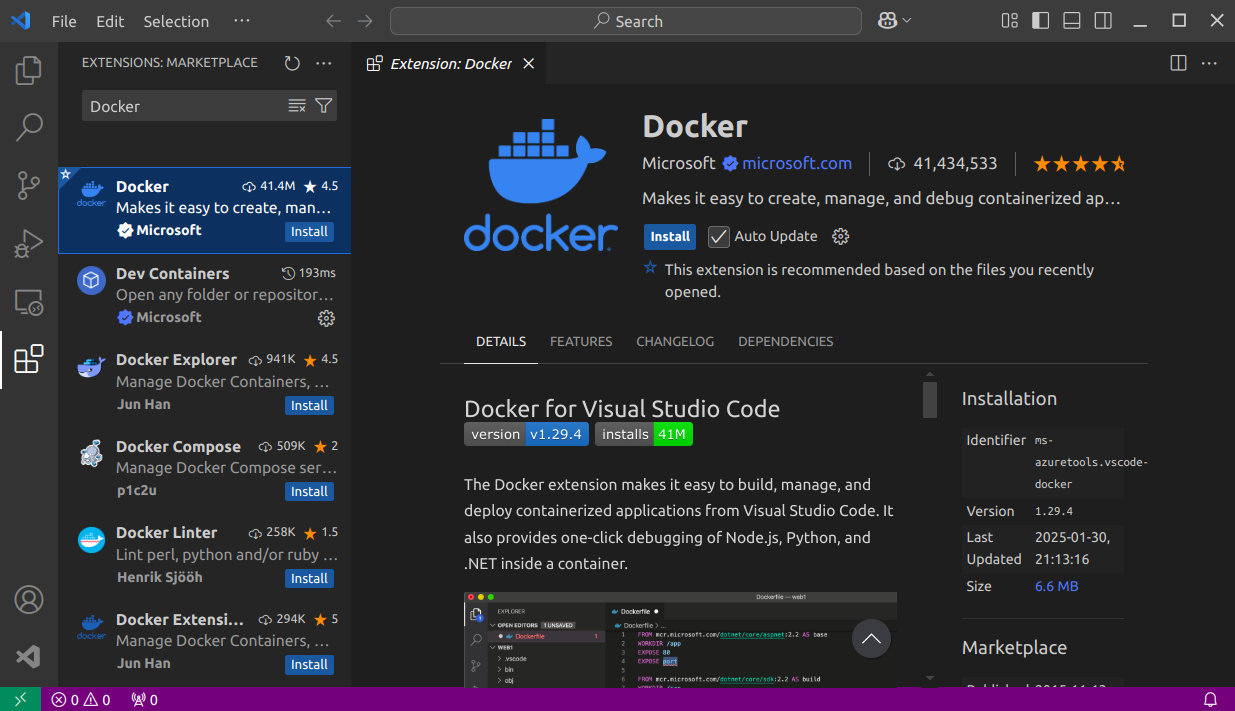 File Edit Selection ···
Search
EXTENSIONS: MARKETPLACE
Docker
Docker 41.4M ★ 4.5
Makes it easy to create, man...
Microsoft Install
Dev Containers 193ms
Open any folder or repositor...
Microsoft
Docker Explorer 941K ★ 4.5
Manage Docker Containers, ...
Jun Han Install
Docker Compose 509K ★ 2
Manage Docker Compose ser...
p1c2u Install
Docker Linter 258K ★ 1.5
Lint perl, python and/or ruby ...
Henrik Sjööh Install
Docker Extensi... 294K ★ 5
Manage Docker Containers, ...
Jun Han Install
Extension: Docker
docker
Docker
Microsoft microsoft.com 41,434,533
Makes it easy to create, manage, and debug containerized ap...
Install Auto Update
This extension is recommended based on the files you recently
opened.
DETAILS FEATURES CHANGELOG DEPENDENCIES
Docker for Visual Studio Code
version v1.29.4 installs 41M
The Docker extension makes it easy to build, manage, and
deploy containerized applications from Visual Studio Code. It
also provides one-click debugging of Node.js, Python, and
.NET inside a container.
Dockerfile — web1
EXPLORER
OPEN EDITORS 1 UNSAVED
Dockerfile 1
WEB1
.vscode
bin
obj
Dockerfile
Dockerfile > ...
1 FROM mcr.microsoft.com/dotnet/core/aspnet:2.2 AS base
2 WORKDIR /app
3 EXPOSE 80
4 EXPOSE port
5
6 FROM mcr.microsoft.com/dotnet/core/sdk:2.2 AS build
Installation
Identifier ms-
azuretools.vscode-
docker
Version 1.29.4
Last 2025-01-30,
Updated 21:13:16
Size 6.6 MB
Marketplace
0 0 0